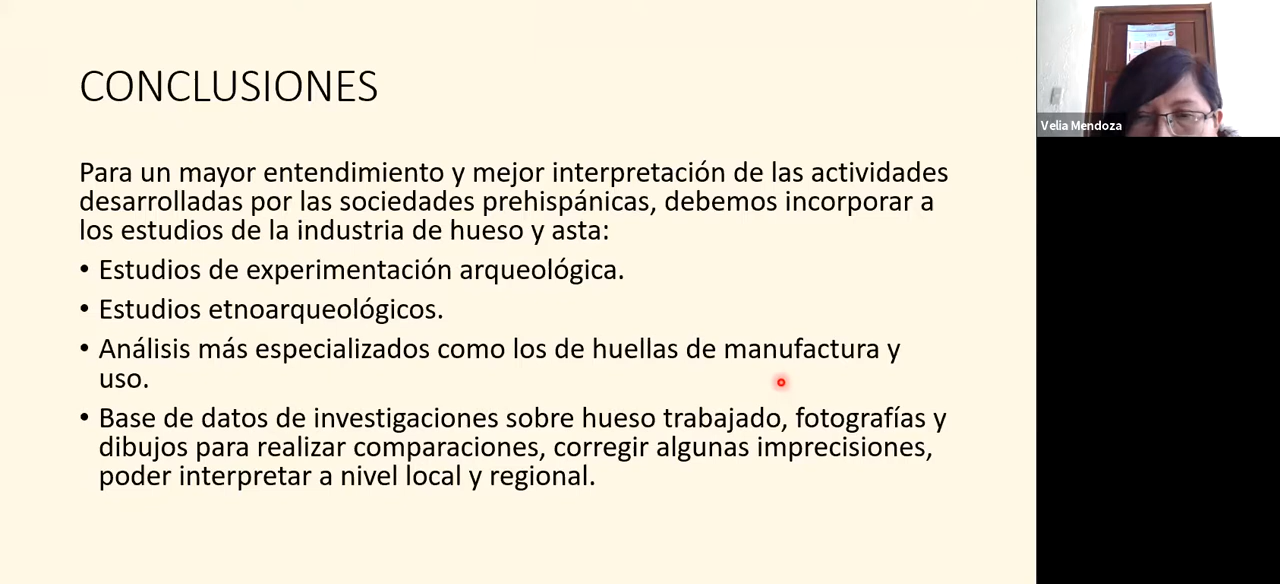 CONCLUSIONES
Para un mayor entendimiento y mejor interpretación de las actividades
desarrolladas por las sociedades prehispánicas, debemos incorporar a
los estudios de la industria de hueso y asta:
• Estudios de experimentación arqueológica.
• Estudios etnoarqueológicos.
• Análisis más especializados como los de huellas de manufactura y
uso.
• Base de datos de investigaciones sobre hueso trabajado, fotografías y
dibujos para realizar comparaciones, corregir algunas imprecisiones,
poder interpretar a nivel local y regional.
Velia Mendoza